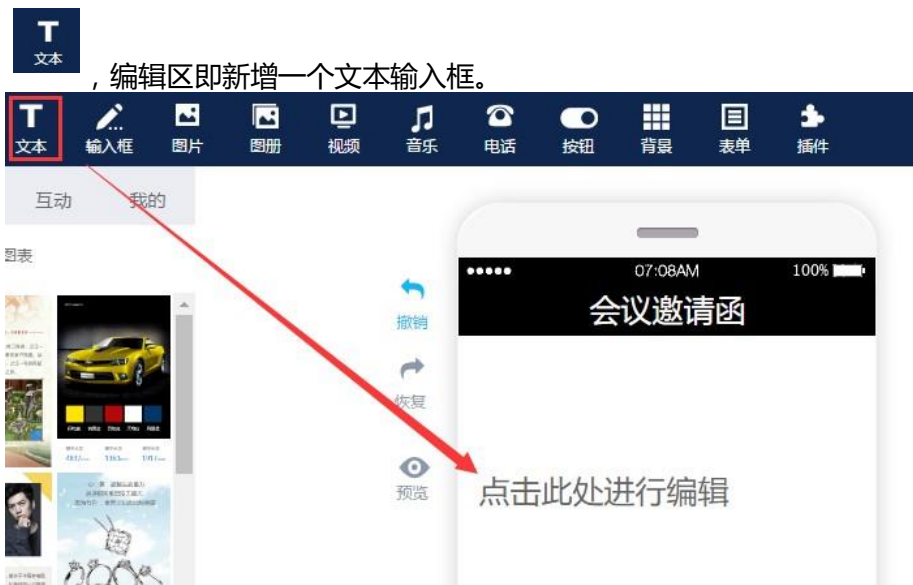 T
文本
，编辑区即新增一个文本输入框。
T
文本 输入框 图片 图册 视频 音乐 电话 按钮 背景 表单 插件
互动 我的
图表
撤销
恢复
预览
07:08AM 100%
会议邀请函
点击此处进行编辑